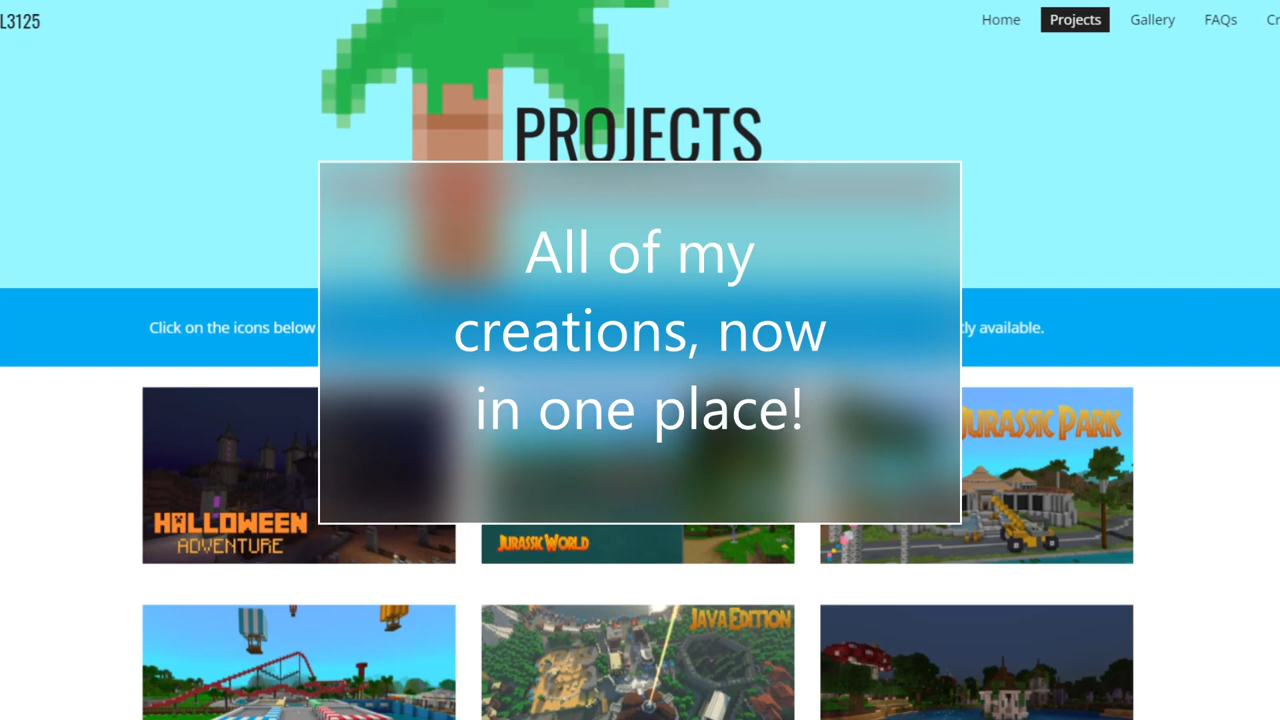 L3125
Home Projects Gallery FAQs
PROJECTS
All of my
creations, now
in one place!
Click on the icons below
available.
HALLOWEEN
ADVENTURE
JURASSIC WORLD
JURASSIC PARK
JAVA EDITION